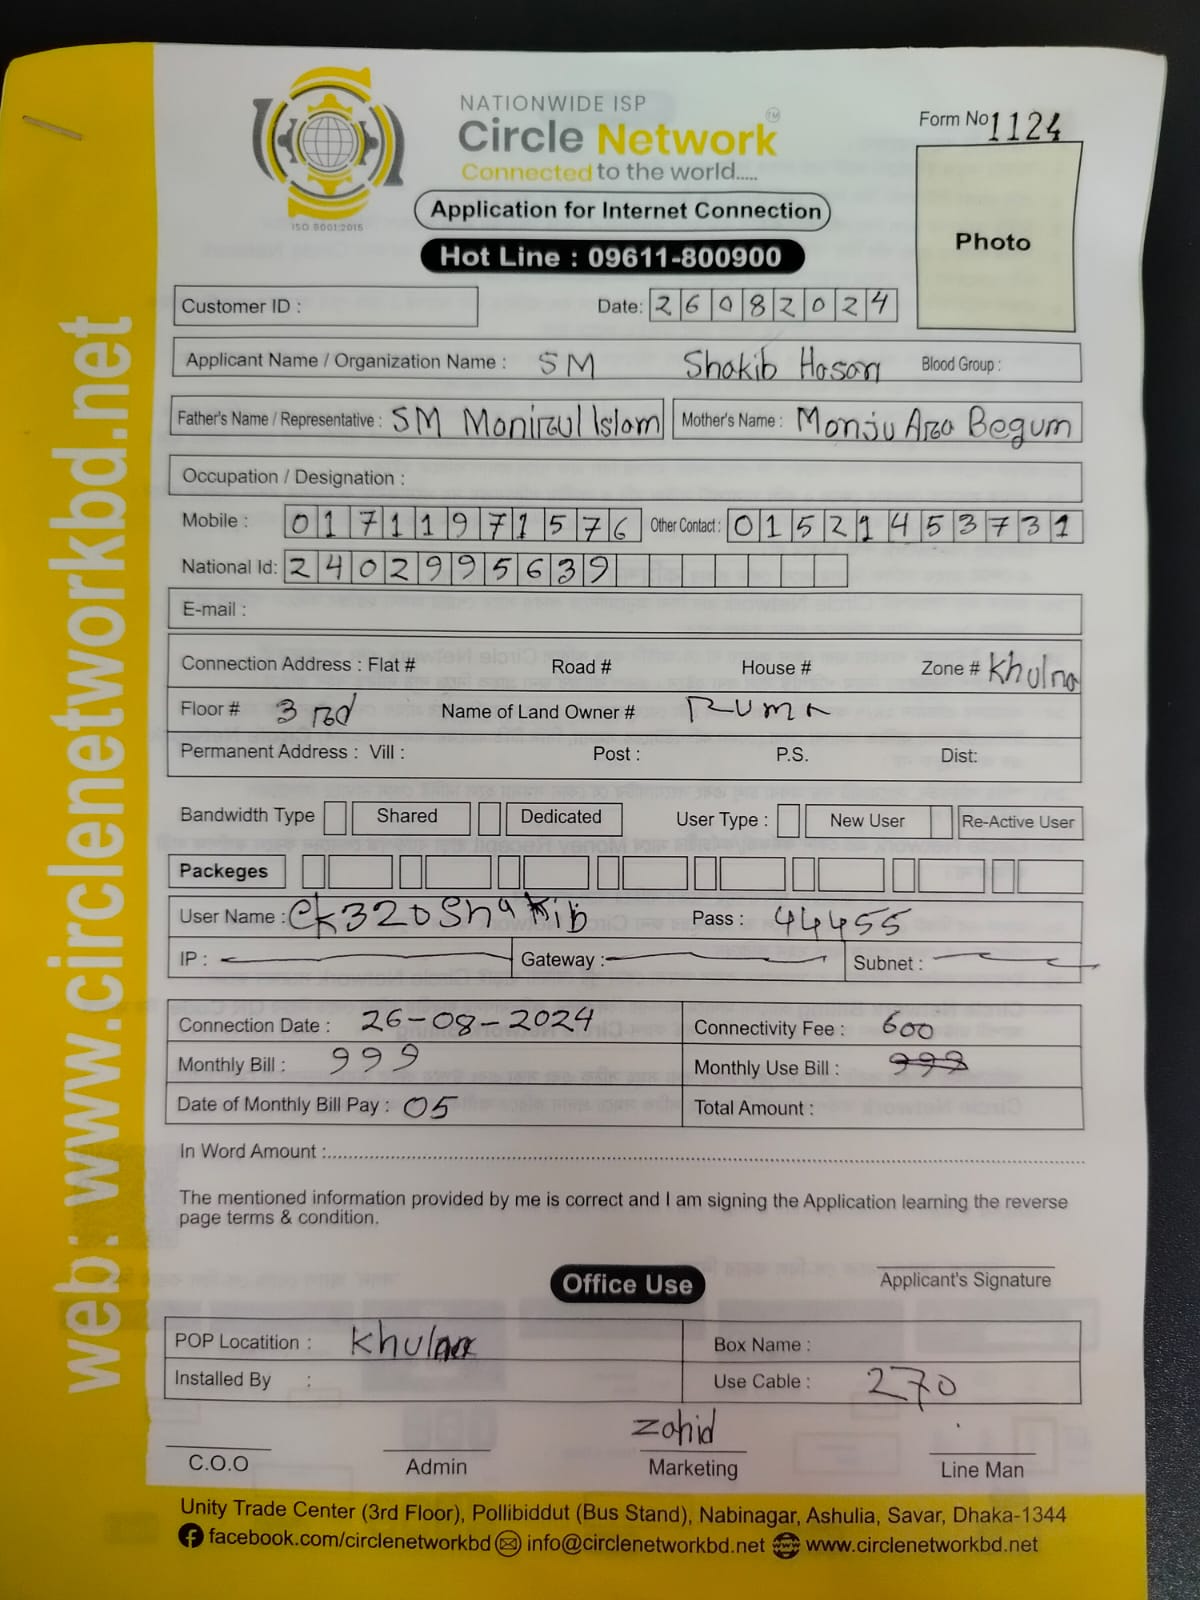 NATIONWIDE ISP
Circle Network TM
Connected to the world.....
ISO 9001:2015
Form No 1124
Application for Internet Connection
Photo
Hot Line : 09611-800900
Customer ID :
Date: 26082024
Applicant Name / Organization Name : SM Shakib Hasan Blood Group :
Father's Name / Representative : SM Monirul Islam Mother's Name : Monju Ara Begum
Occupation / Designation :
Mobile : 01711971576 Other Contact : 01521453731
National Id: 2402995639
E-mail :
Connection Address : Flat # Road # House # Zone # Khulna
Floor # 3rd Name of Land Owner # Ruma
Permanent Address : Vill : Post : P.S. Dist:
Bandwidth Type Shared Dedicated User Type : New User Re-Active User
Packeges
User Name : Ck320Shakib Pass : 44455
IP : Gateway : Subnet :
Connection Date : 26-08-2024 Connectivity Fee : 600
Monthly Bill : 999 Monthly Use Bill : 999
Date of Monthly Bill Pay : 05 Total Amount :
In Word Amount :
The mentioned information provided by me is correct and I am signing the Application learning the reverse
page terms & condition.
Applicant's Signature
Office Use
POP Locatition : Khulna Box Name :
Installed By : Use Cable : 270
Zahid
C.O.O Admin Marketing Line Man
Unity Trade Center (3rd Floor), Pollibiddut (Bus Stand), Nabinagar, Ashulia, Savar, Dhaka-1344
facebook.com/circlenetworkbd info@circlenetworkbd.net www.circlenetworkbd.net
web: www.circlenetworkbd.net